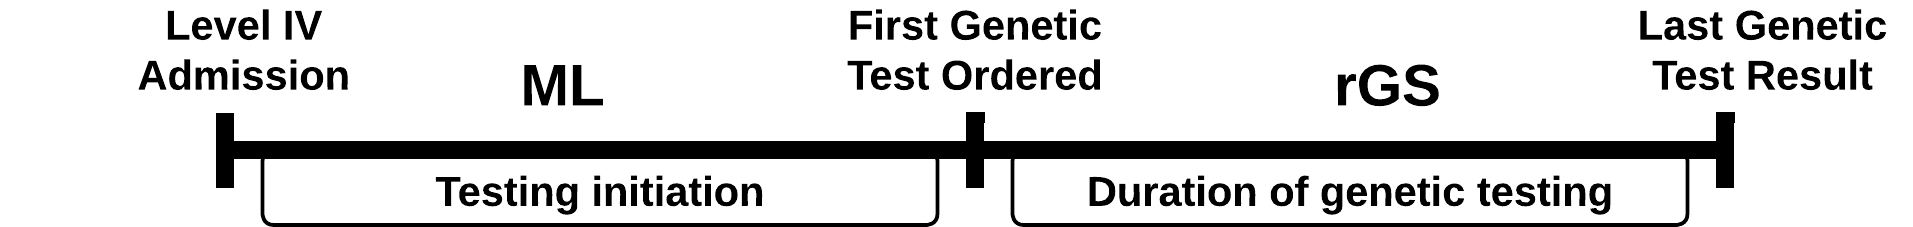 Level IV
Admission
ML
First Genetic
Test Ordered
rGS
Last Genetic
Test Result
Testing initiation
Duration of genetic testing